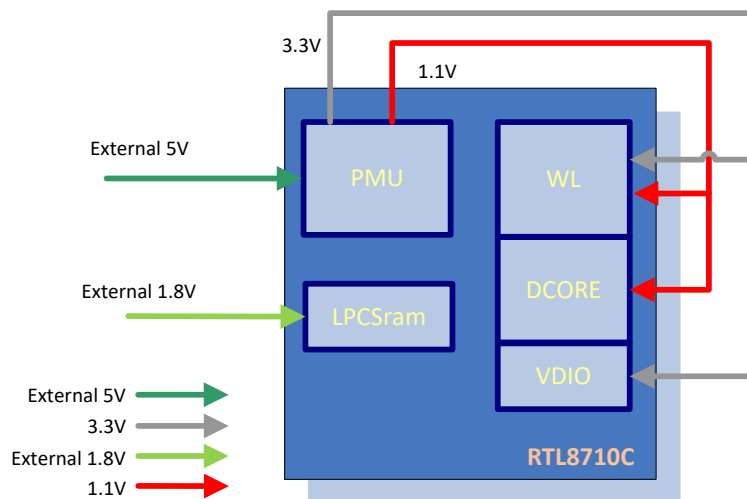 3.3V
1.1V
External 5V
PMU
WL
External 1.8V
LPCSram
DCORE
VDIO
External 5V
3.3V
External 1.8V
1.1V
RTL8710C